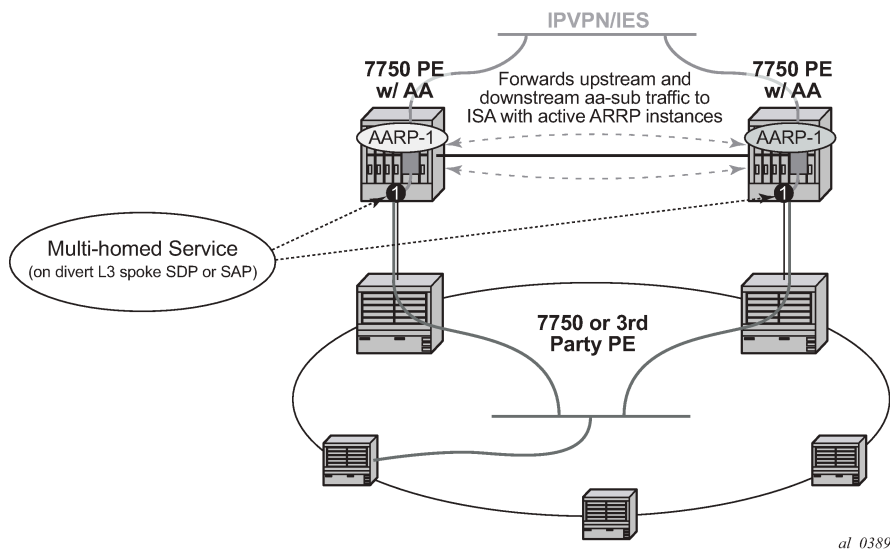 IPVPN/IES
7750 PE
w/ AA
Forwards upstream and
downstream aa-sub traffic to
ISA with active ARRP instances
7750 PE
w/ AA
AARP-1
AARP-1
1
1
Multi-homed Service
(on divert L3 spoke SDP or SAP)
7750 or 3rd
Party PE
al_0389